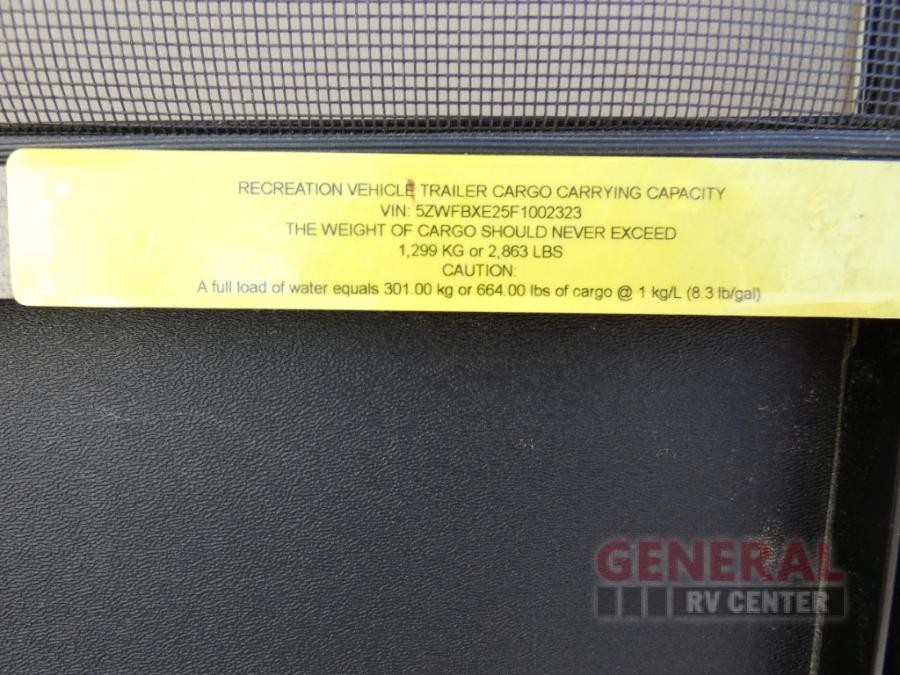 RECREATION VEHICLE TRAILER CARGO CARRYING CAPACITY
VIN: 5ZWFBXE25F1002323
THE WEIGHT OF CARGO SHOULD NEVER EXCEED
1,299 KG or 2,863 LBS
CAUTION:
A full load of water equals 301.00 kg or 664.00 lbs of cargo @ 1 kg/L (8.3 lb/gal)
GENERAL
RV CENTER